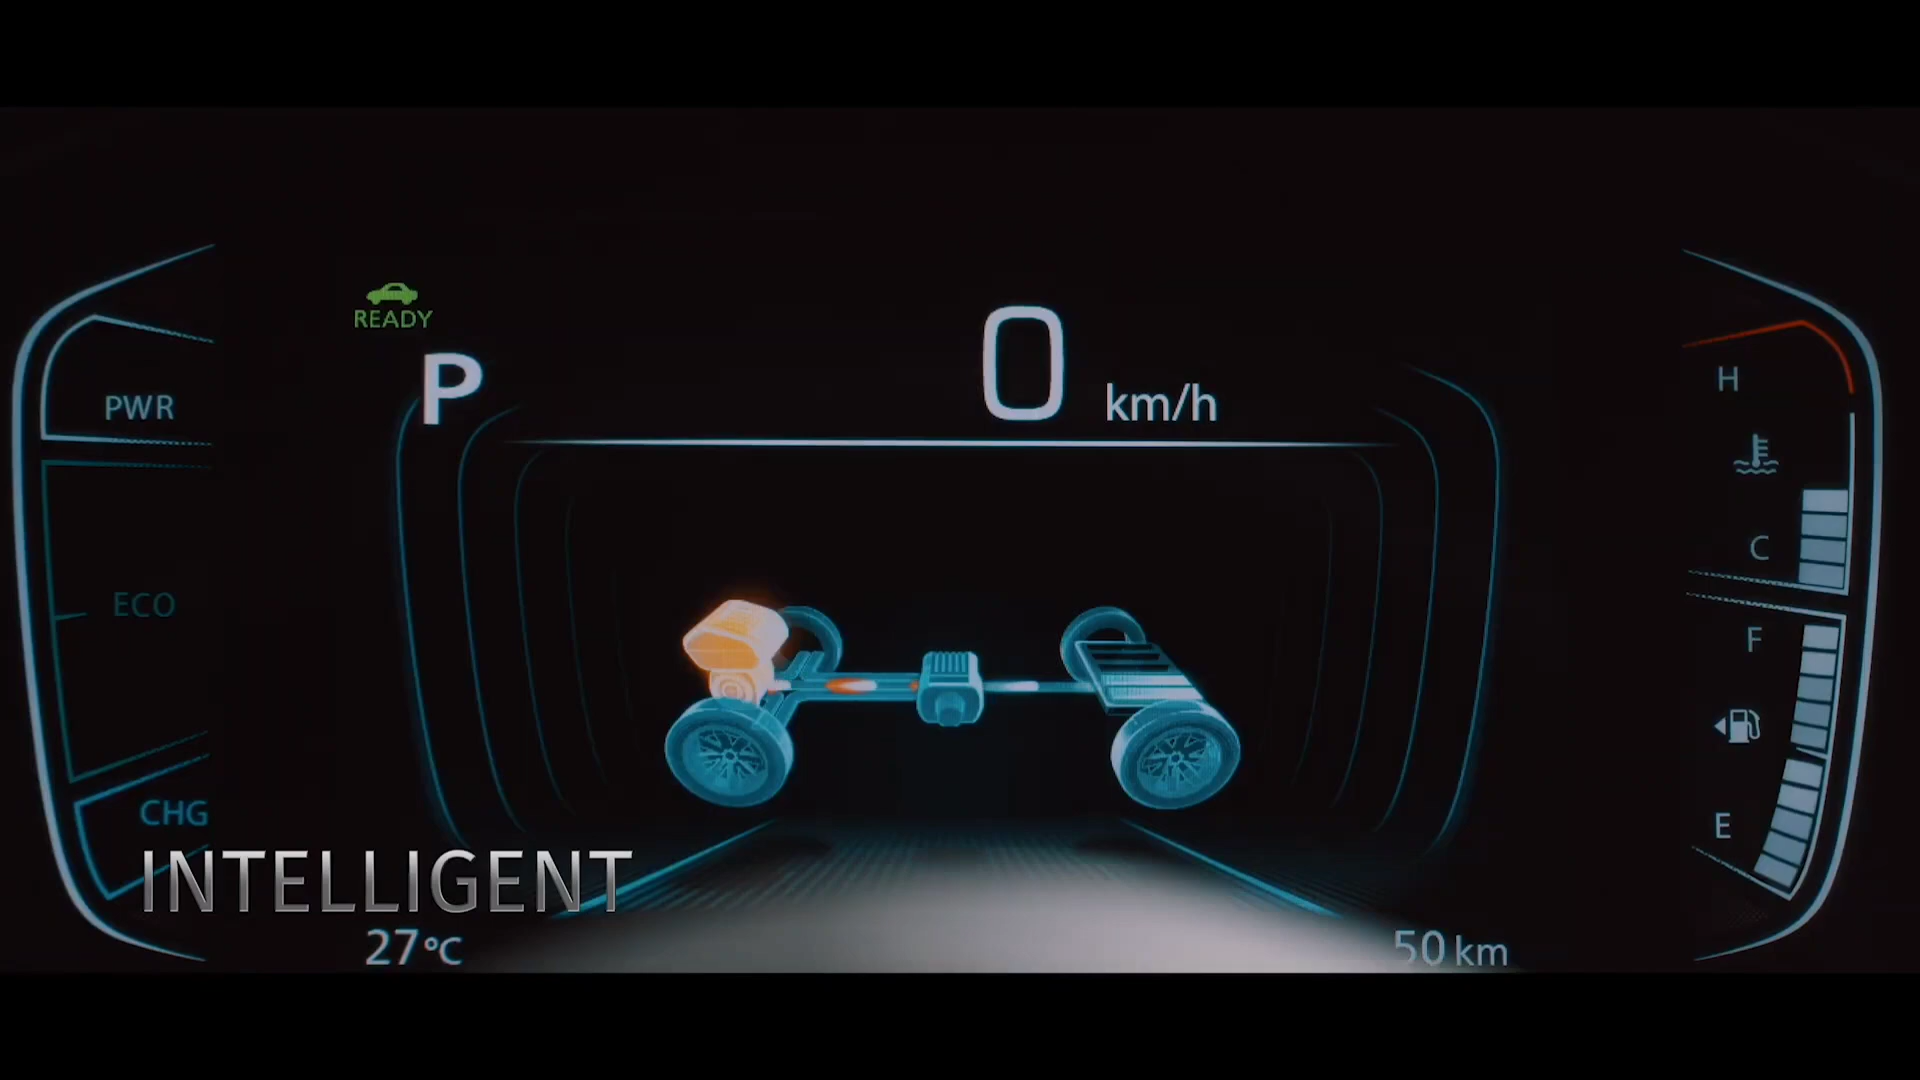 READY
P
0 km/h
PWR
ECO
CHG
H
C
F
E
INTELLIGENT
27°C
50 km